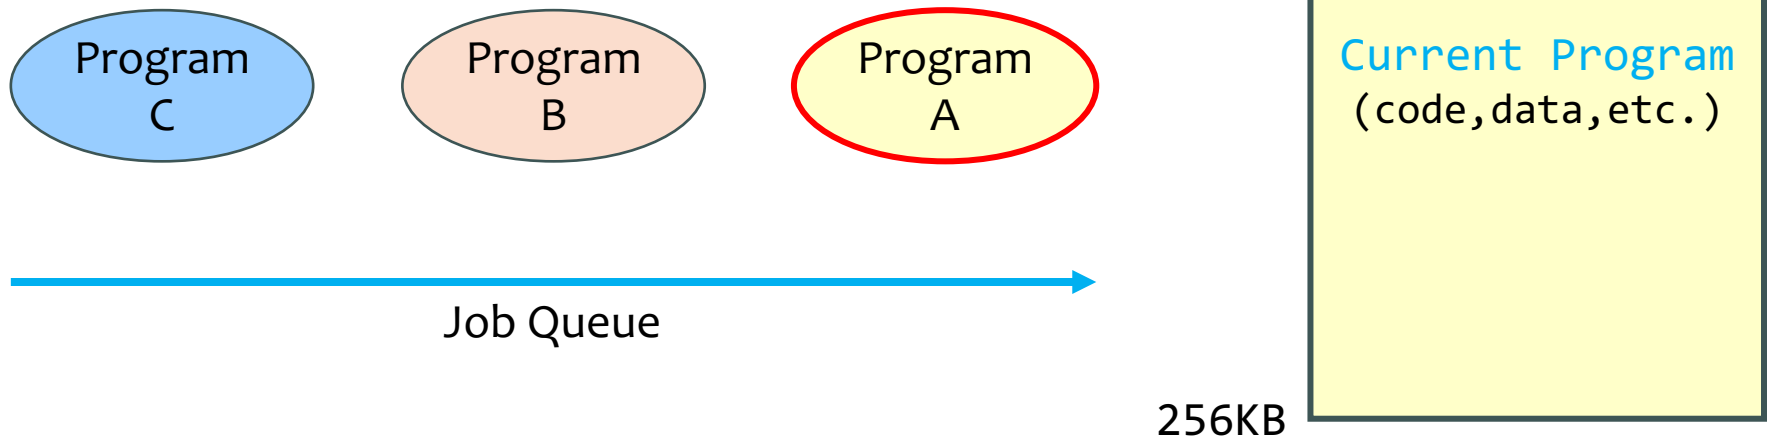 Program
C
Program
B
Program
A
Current Program
(code,data,etc.)
Job Queue
256KB